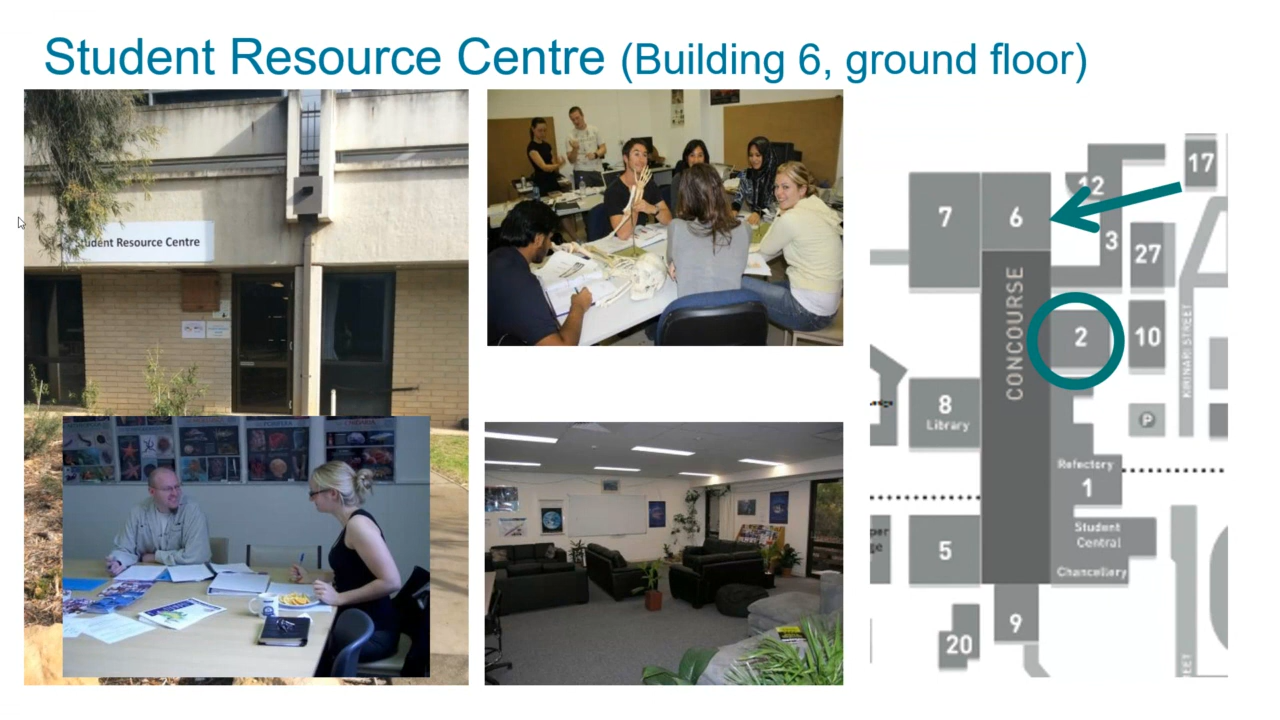 Student Resource Centre (Building 6, ground floor)
Student Resource Centre
17
12
7
6
3
27
CONCOURSE
2
10
KIRINARI STREET
8
Library
P
Refectory
1
Student
Central
5
Chancellery
9
20